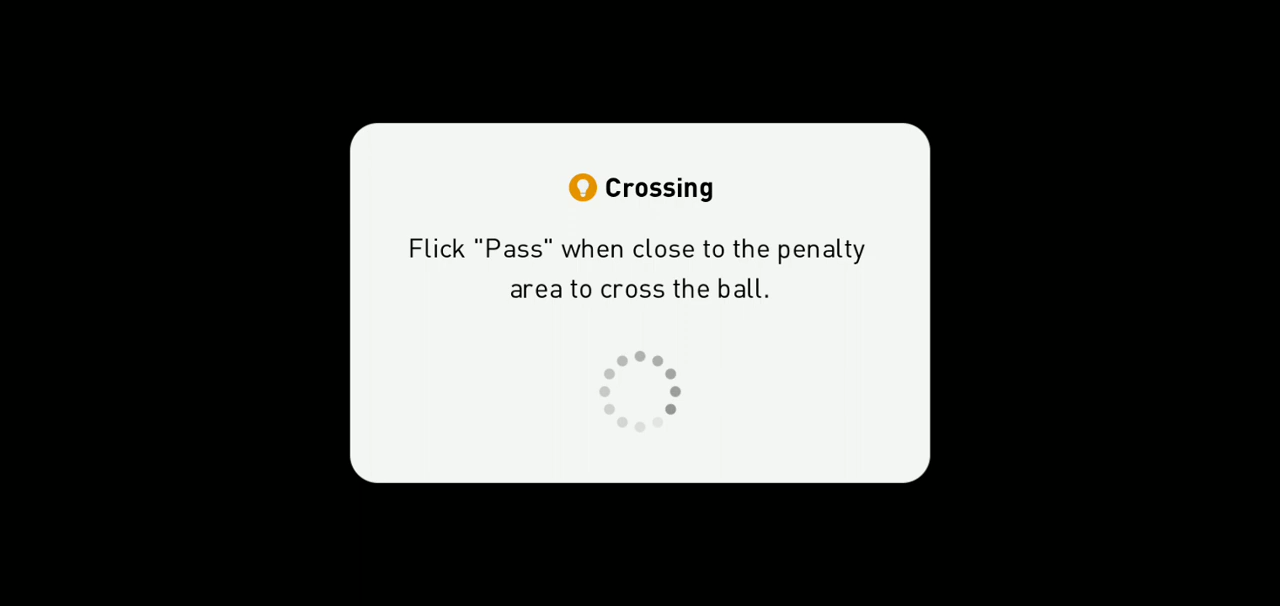 Crossing
Flick "Pass" when close to the penalty
area to cross the ball.